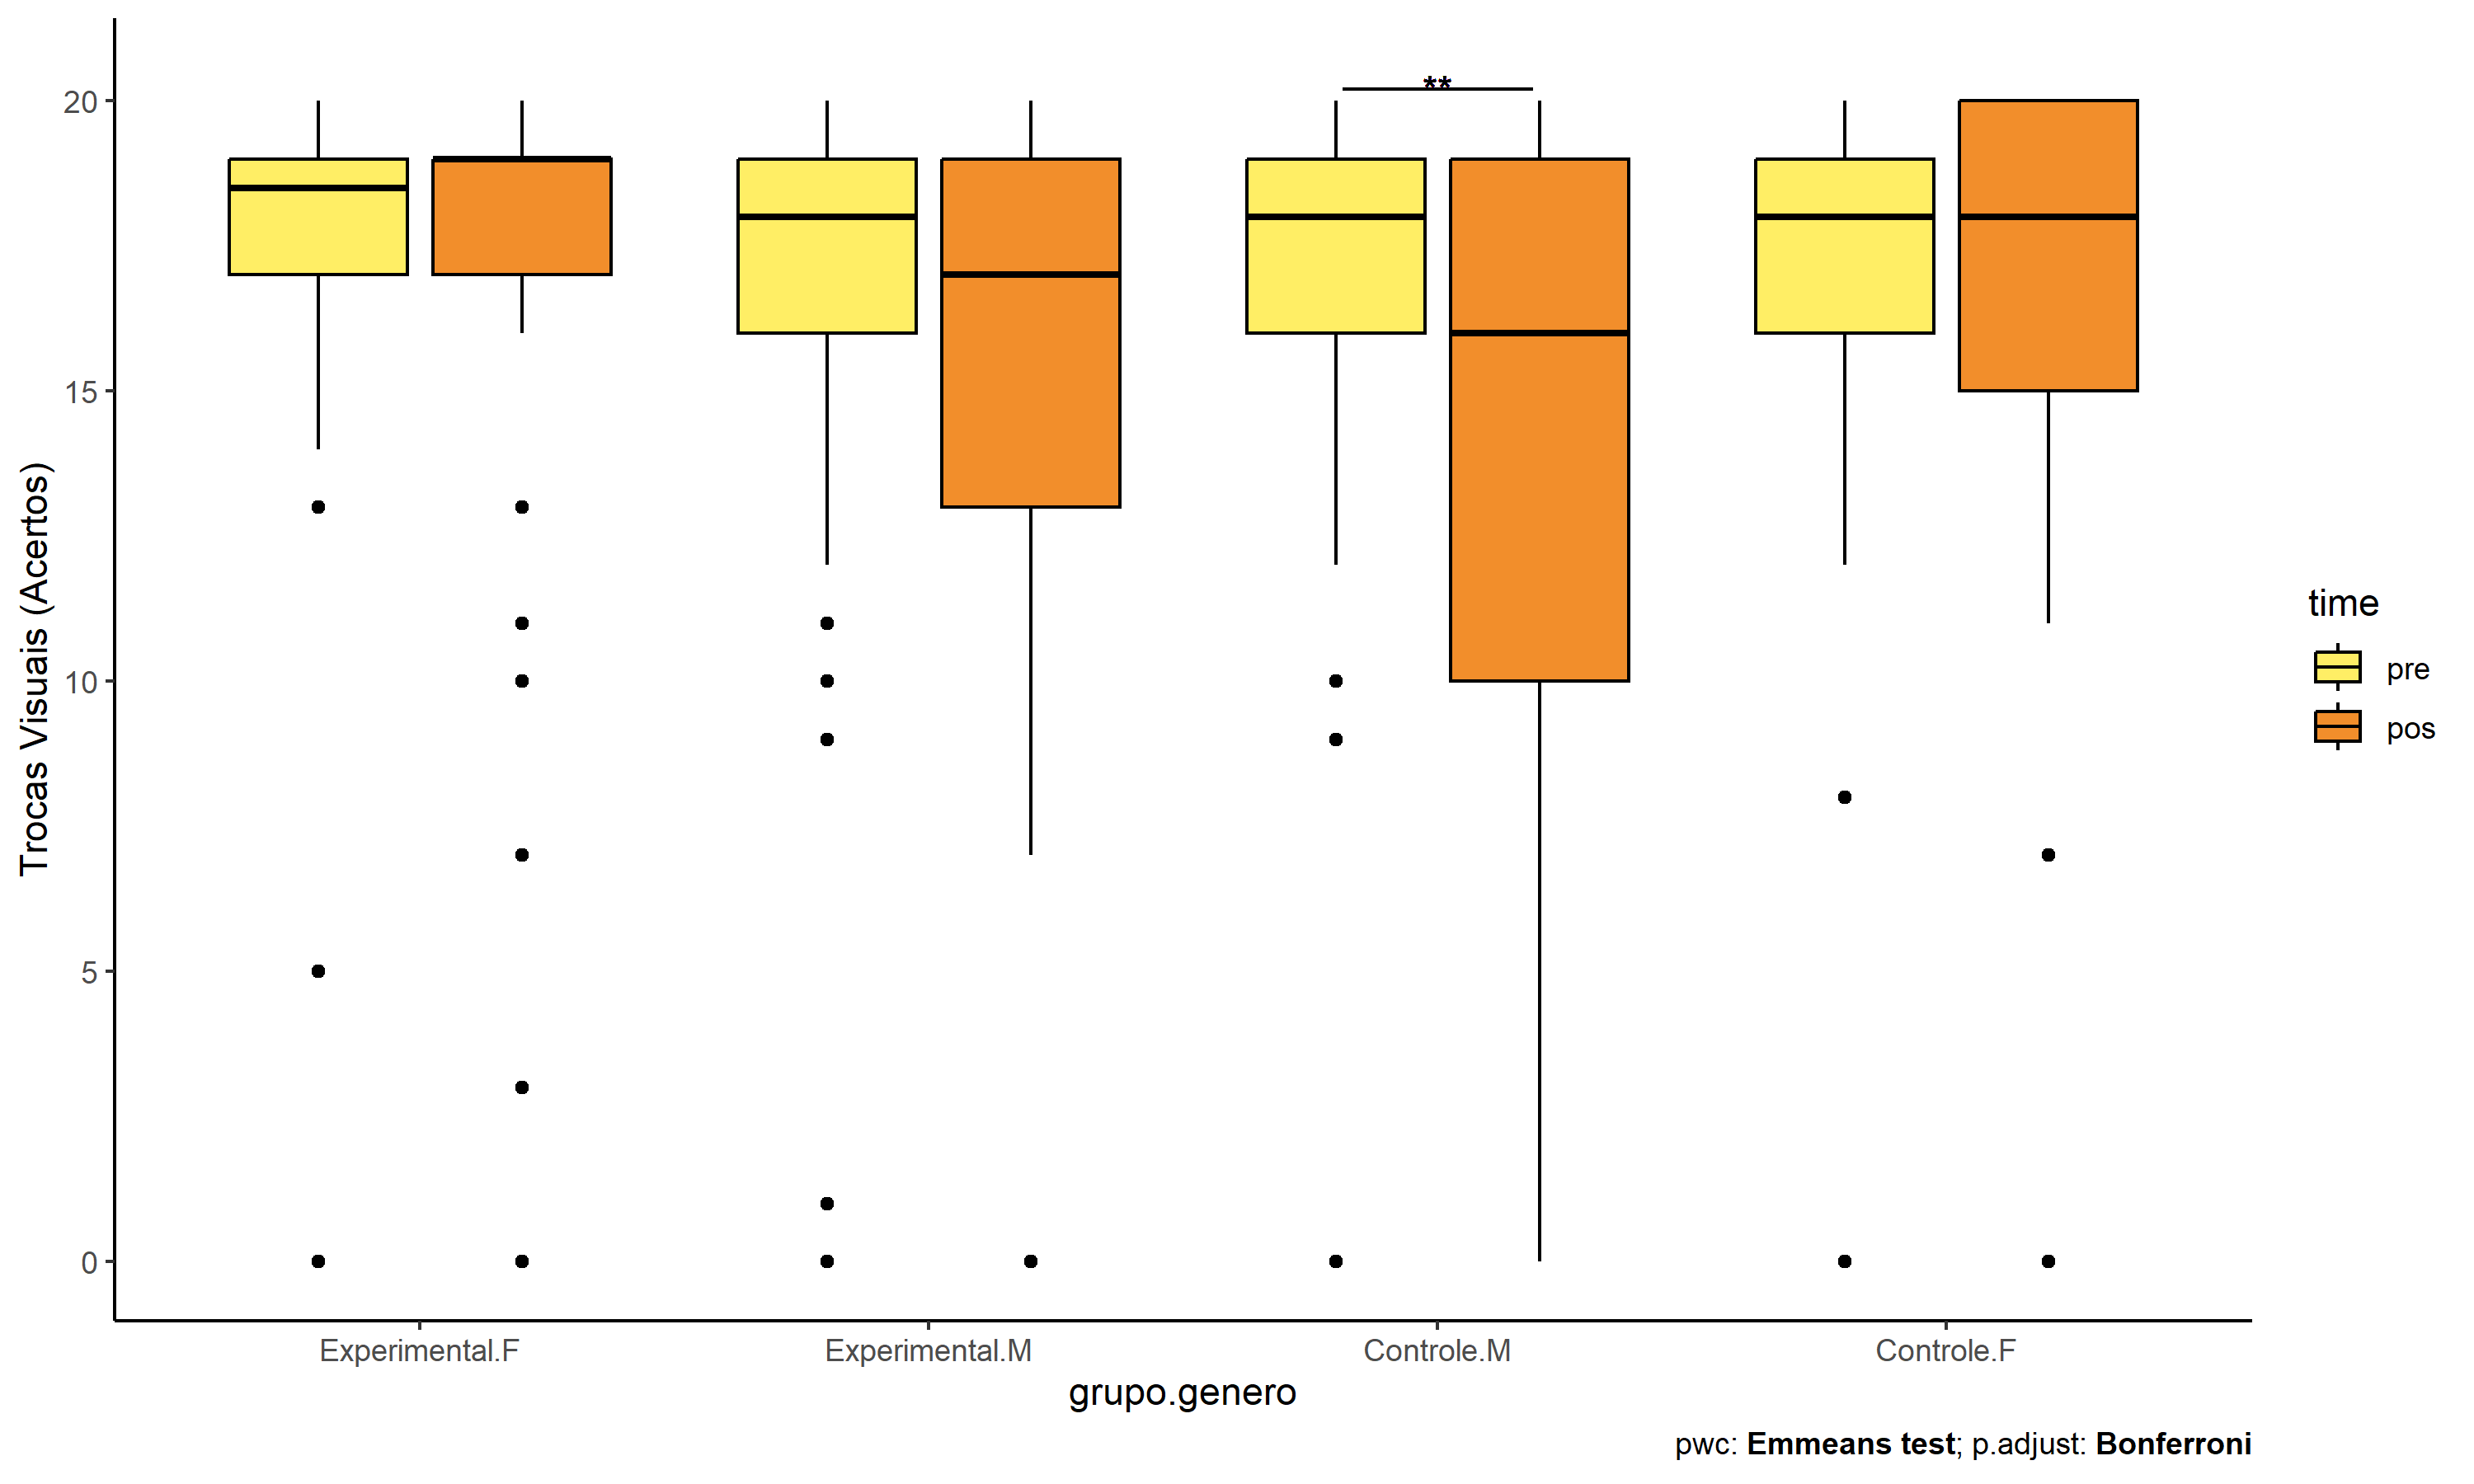 Trocas Visuais (Acertos)
20
15
10
5
0
**
Experimental.F
Experimental.M
Controle.M
Controle.F
grupo.genero
time
pre
pos
pwc: Emmeans test; p.adjust: Bonferroni